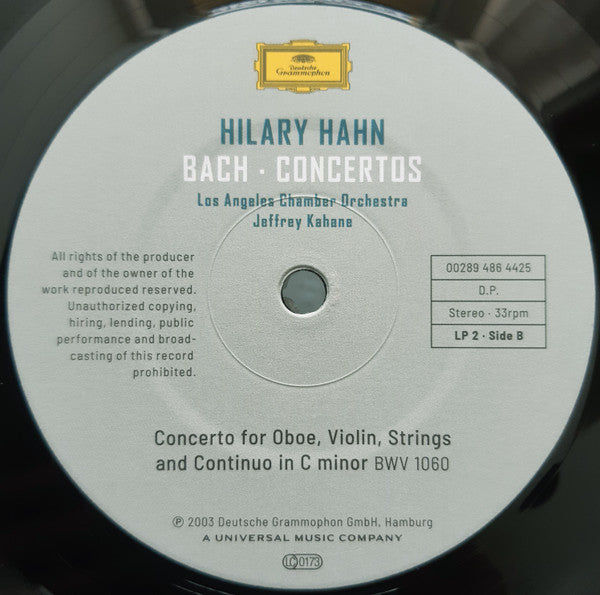 Deutsche
Grammophon
HILARY HAHN
BACH · CONCERTOS
Los Angeles Chamber Orchestra
Jeffrey Kahane
All rights of the producer
and of the owner of the
work reproduced reserved.
Unauthorized copying,
hiring, lending, public
performance and broad-
casting of this record
prohibited.
00289 486 4425
D.P.
Stereo · 33rpm
LP 2 · Side B
Concerto for Oboe, Violin, Strings
and Continuo in C minor BWV 1060
℗ 2003 Deutsche Grammophon GmbH, Hamburg
A UNIVERSAL MUSIC COMPANY
LC 0173